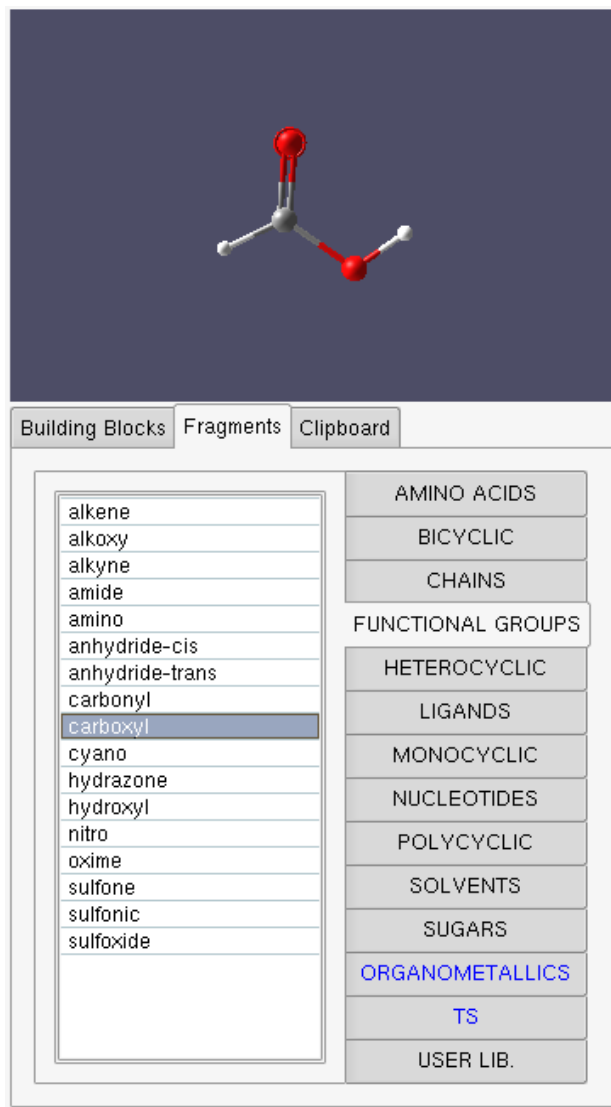 Building Blocks
Fragments
Clipboard
alkene
alkoxy
alkyne
amide
amino
anhydride-cis
anhydride-trans
carbonyl
carboxyl
cyano
hydrazone
hydroxyl
nitro
oxime
sulfone
sulfonic
sulfoxide
AMINO ACIDS
BICYCLIC
CHAINS
FUNCTIONAL GROUPS
HETEROCYCLIC
LIGANDS
MONOCYCLIC
NUCLEOTIDES
POLYCYCLIC
SOLVENTS
SUGARS
ORGANOMETALLICS
TS
USER LIB.